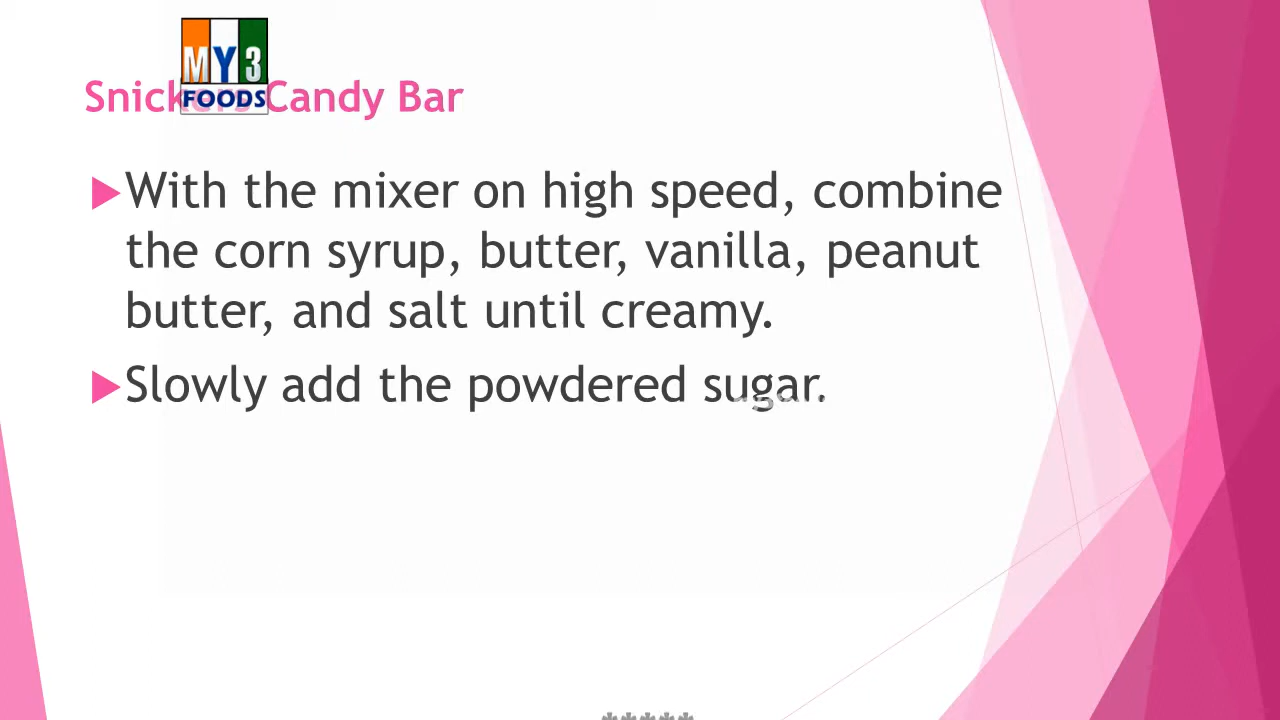 MY3
FOODS
Snickers Candy Bar
With the mixer on high speed, combine
the corn syrup, butter, vanilla, peanut
butter, and salt until creamy.
Slowly add the powdered sugar.